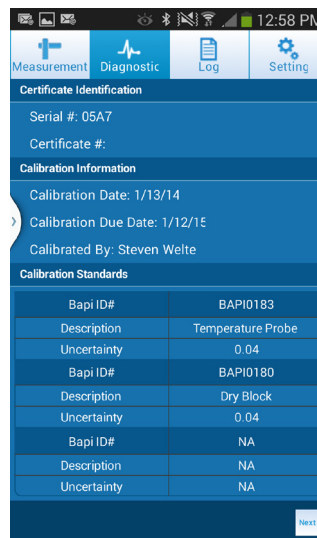 12:58 PM
Measurement Diagnostic Log Setting
Certificate Identification
Serial #: 05A7
Certificate #:
Calibration Information
Calibration Date: 1/13/14
Calibration Due Date: 1/12/15
Calibrated By: Steven Welte
Calibration Standards
Bapi ID# BAPI0183
Description Temperature Probe
Uncertainty 0.04
Bapi ID# BAPI0180
Description Dry Block
Uncertainty 0.04
Bapi ID# NA
Description NA
Uncertainty NA
Next